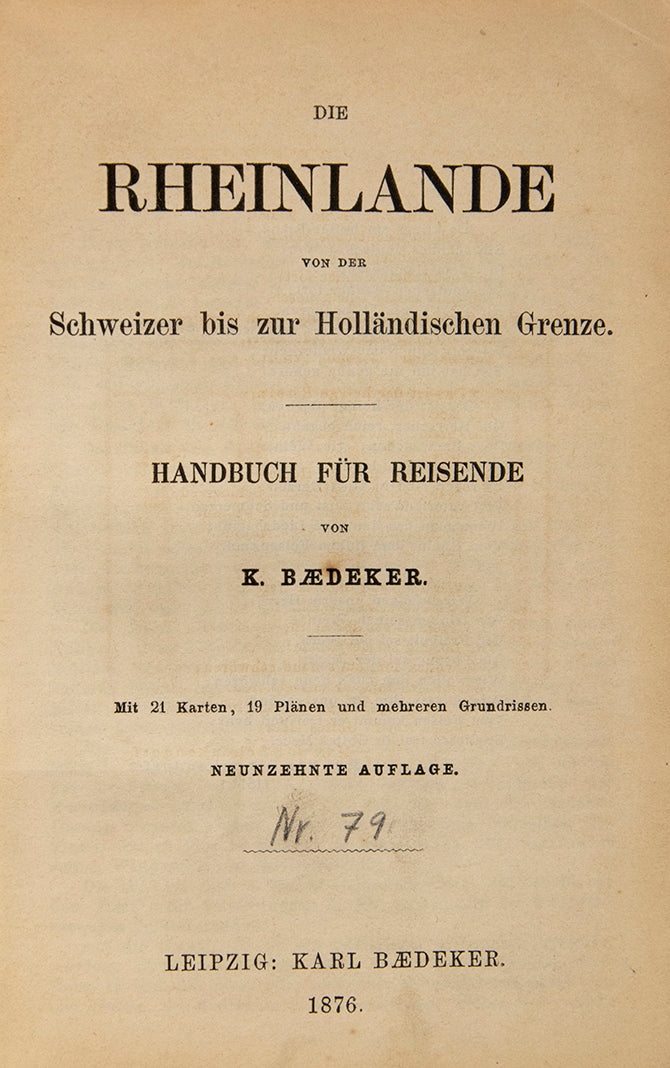 DIE
RHEINLANDE
VON DER
Schweizer bis zur Holländischen Grenze.
HANDBUCH FÜR REISENDE
VON
K. BÆDEKER.
Mit 21 Karten, 19 Plänen und mehreren Grundrissen.
NEUNZEHNTE AUFLAGE.
Nr. 79
LEIPZIG: KARL BÆDEKER.
1876.